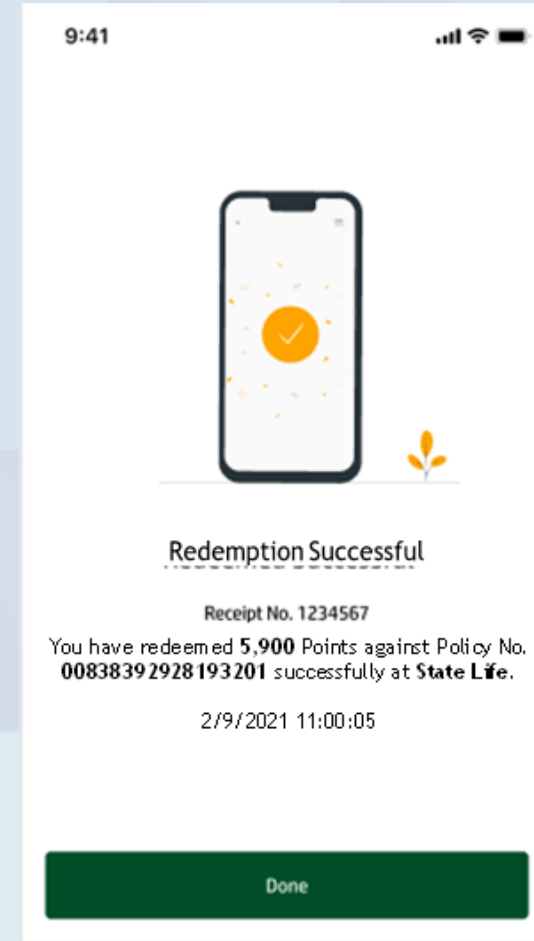 9:41
Redemption Successful
Receipt No. 1234567
You have redeemed 5,900 Points against Policy No.
00838392928193201 successfully at State Life.
2/9/2021 11:00:05
Done